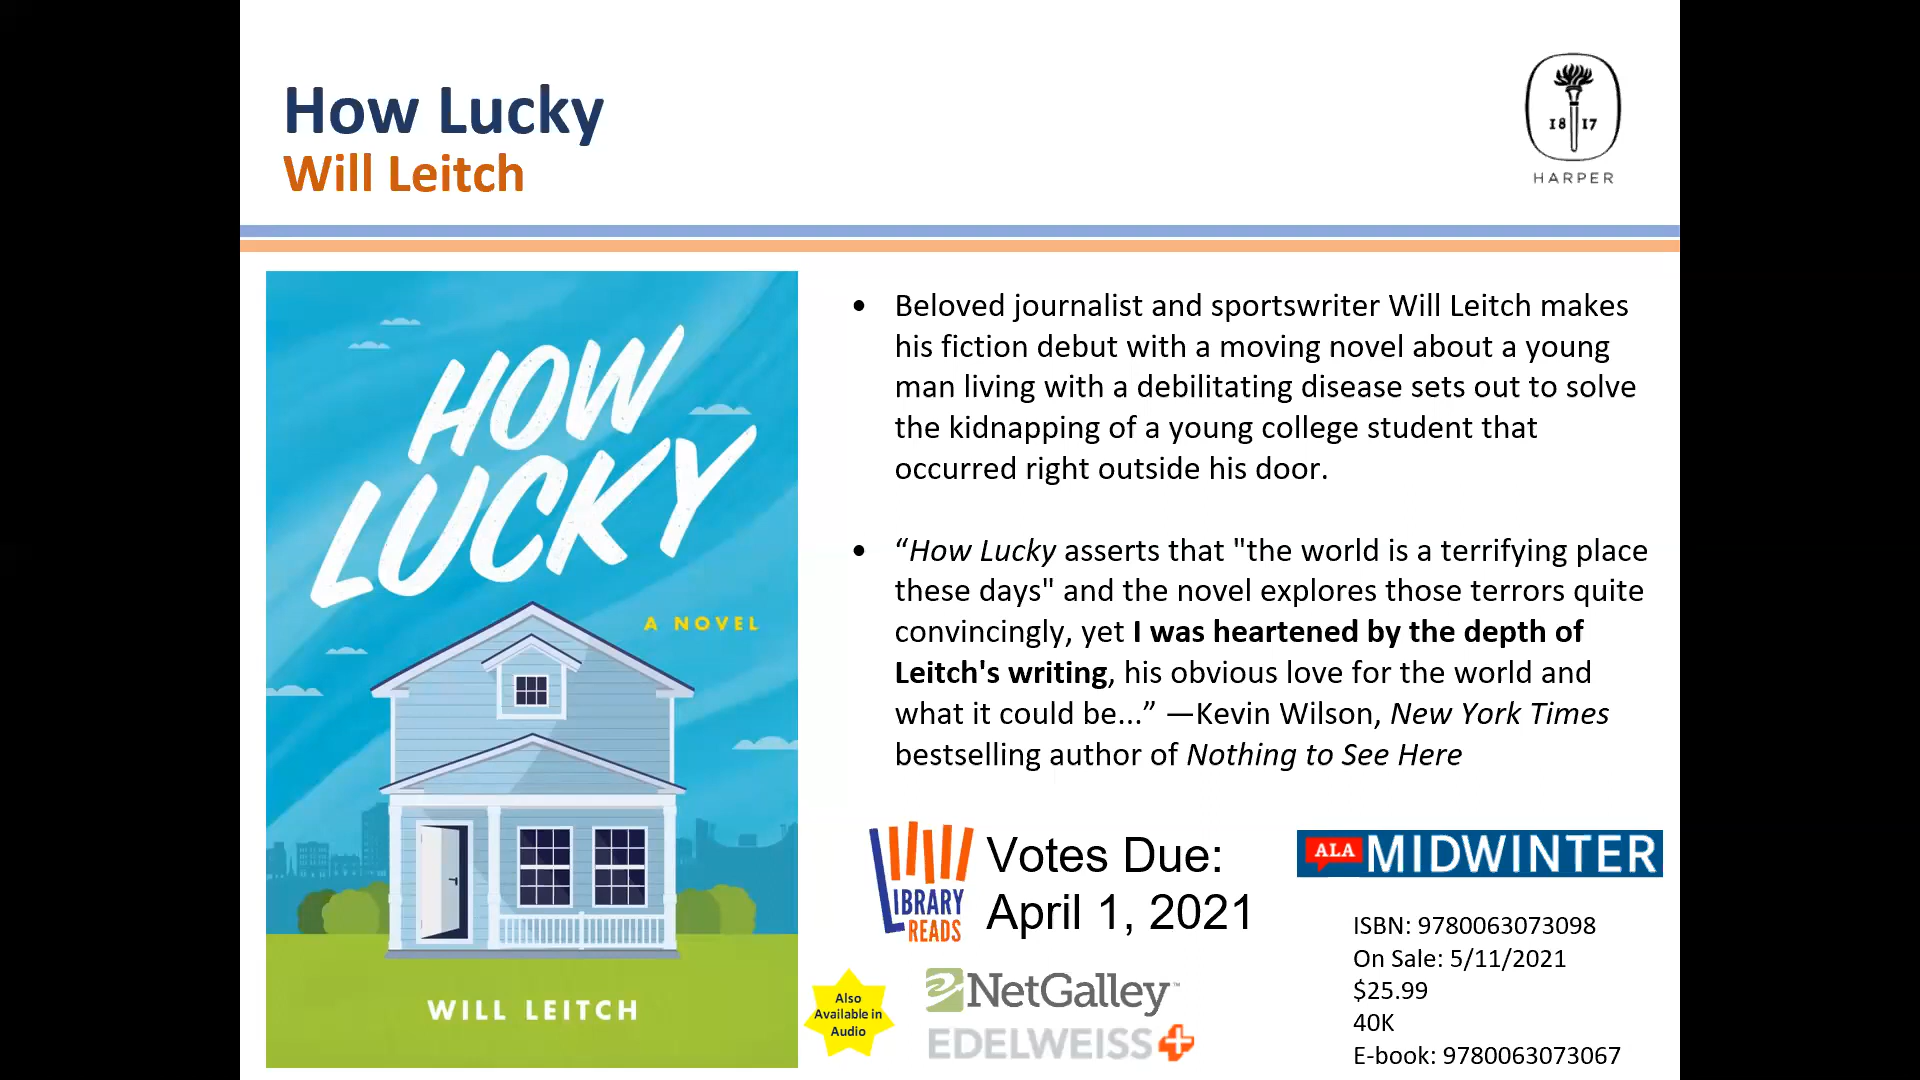 How Lucky
Will Leitch
18 17
HARPER
HOW
LUCKY
A NOVEL
WILL LEITCH
• Beloved journalist and sportswriter Will Leitch makes
his fiction debut with a moving novel about a young
man living with a debilitating disease sets out to solve
the kidnapping of a young college student that
occurred right outside his door.
• “How Lucky asserts that "the world is a terrifying place
these days" and the novel explores those terrors quite
convincingly, yet I was heartened by the depth of
Leitch's writing, his obvious love for the world and
what it could be...” —Kevin Wilson, New York Times
bestselling author of Nothing to See Here
LIBRARY
READS
Votes Due:
April 1, 2021
ALA MIDWINTER
Also
Available in
Audio
NetGalley™
EDELWEISS+
ISBN: 9780063073098
On Sale: 5/11/2021
$25.99
40K
E-book: 9780063073067